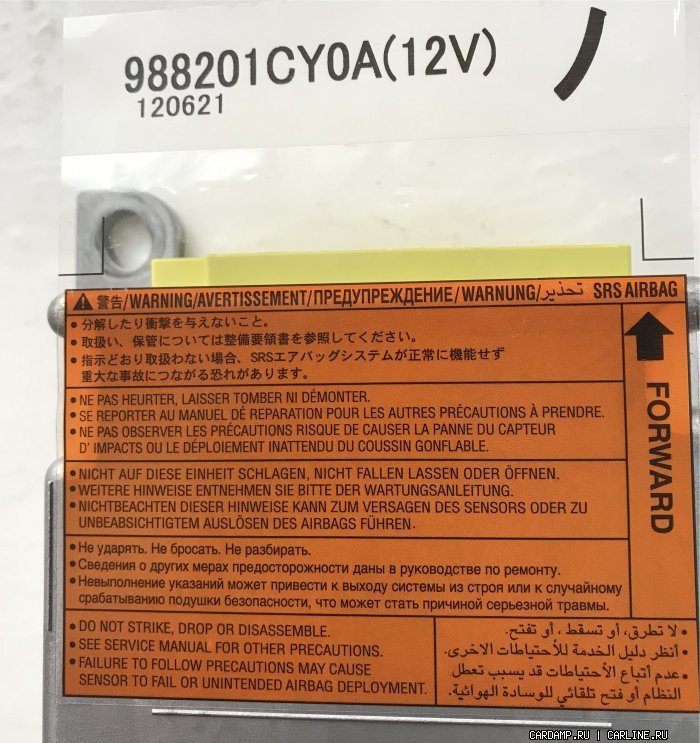 988201CY0A(12V)
120621
警告/WARNING/AVERTISSEMENT/ПРЕДУПРЕЖДЕНИЕ/WARNUNG/تحذير SRS AIRBAG
• 分解したり衝撃を与えないこと。
• 取扱い、保管については整備要領書を参照してください。
• 指示どおり取扱わない場合、SRSエアバッグシステムが正常に機能せず
重大な事故につながる恐れがあります。
• NE PAS HEURTER, LAISSER TOMBER NI DÉMONTER.
• SE REPORTER AU MANUEL DE REPARATION POUR LES AUTRES PRÉCAUTIONS À PRENDRE.
• NE PAS OBSERVER LES PRÉCAUTIONS RISQUE DE CAUSER LA PANNE DU CAPTEUR
D' IMPACTS OU LE DÉPLOIEMENT INATTENDU DU COUSSIN GONFLABLE.
• NICHT AUF DIESE EINHEIT SCHLAGEN, NICHT FALLEN LASSEN ODER ÖFFNEN.
• WEITERE HINWEISE ENTNEHMEN SIE BITTE DER WARTUNGSANLEITUNG.
• NICHTBEACHTEN DIESER HINWEISE KANN ZUM VERSAGEN DES SENSORS ODER ZU
UNBEABSICHTIGTEM AUSLÖSEN DES AIRBAGS FÜHREN.
• Не ударять. Не бросать. Не разбирать.
• Сведения о других мерах предосторожности даны в руководстве по ремонту.
• Невыполнение указаний может привести к выходу системы из строя или к случайному
срабатыванию подушки безопасности, что может стать причиной серьезной травмы.
FORWARD
• DO NOT STRIKE, DROP OR DISASSEMBLE.
• SEE SERVICE MANUAL FOR OTHER PRECAUTIONS.
• FAILURE TO FOLLOW PRECAUTIONS MAY CAUSE
SENSOR TO FAIL OR UNINTENDED AIRBAG DEPLOYMENT.
• لا تطرق، أو تسقط، أو تفتح.
• أنظر دليل الخدمة للأحتياطات الاخرى.
• عدم أتباع الأحتياطات قد يسبب تعطل
النظام أو فتح تلقائي للوسادة الهوائية.
CARDAMP.RU | CARLINE.RU